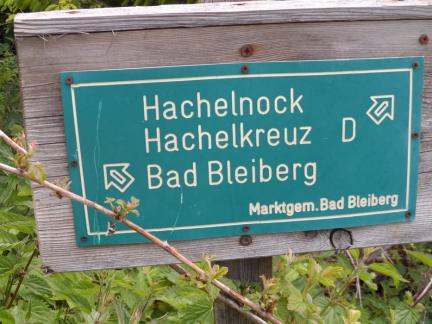 Hachelnock
Hachelkreuz D
Bad Bleiberg
Marktgem. Bad Bleiberg